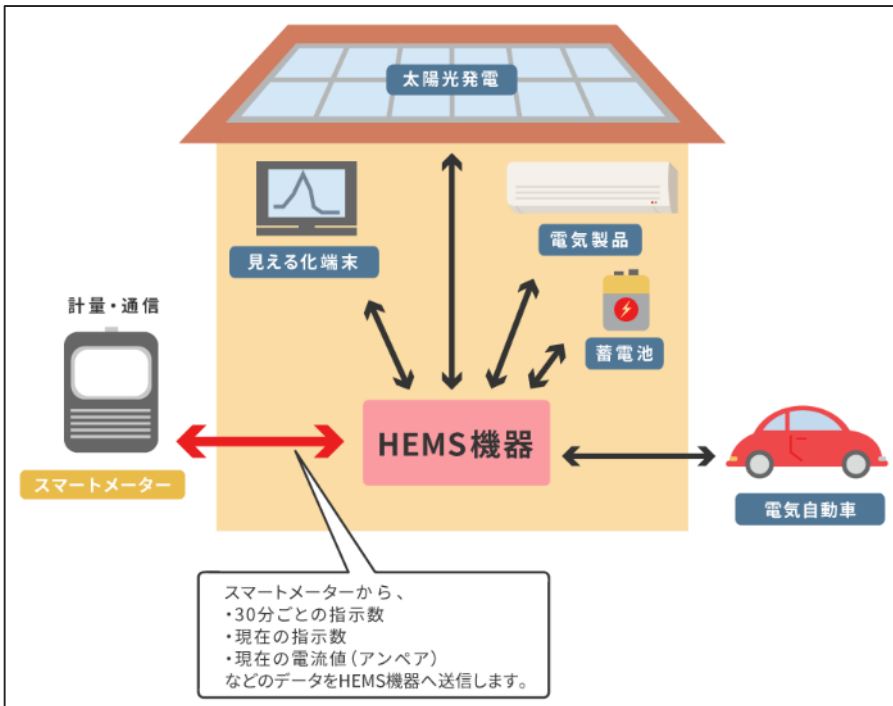 太陽光発電
見える化端末
電気製品
蓄電池
計量・通信
スマートメーター
HEMS機器
電気自動車
スマートメーターから、
・30分ごとの指示数
・現在の指示数
・現在の電流値(アンペア)
などのデータをHEMS機器へ送信します。